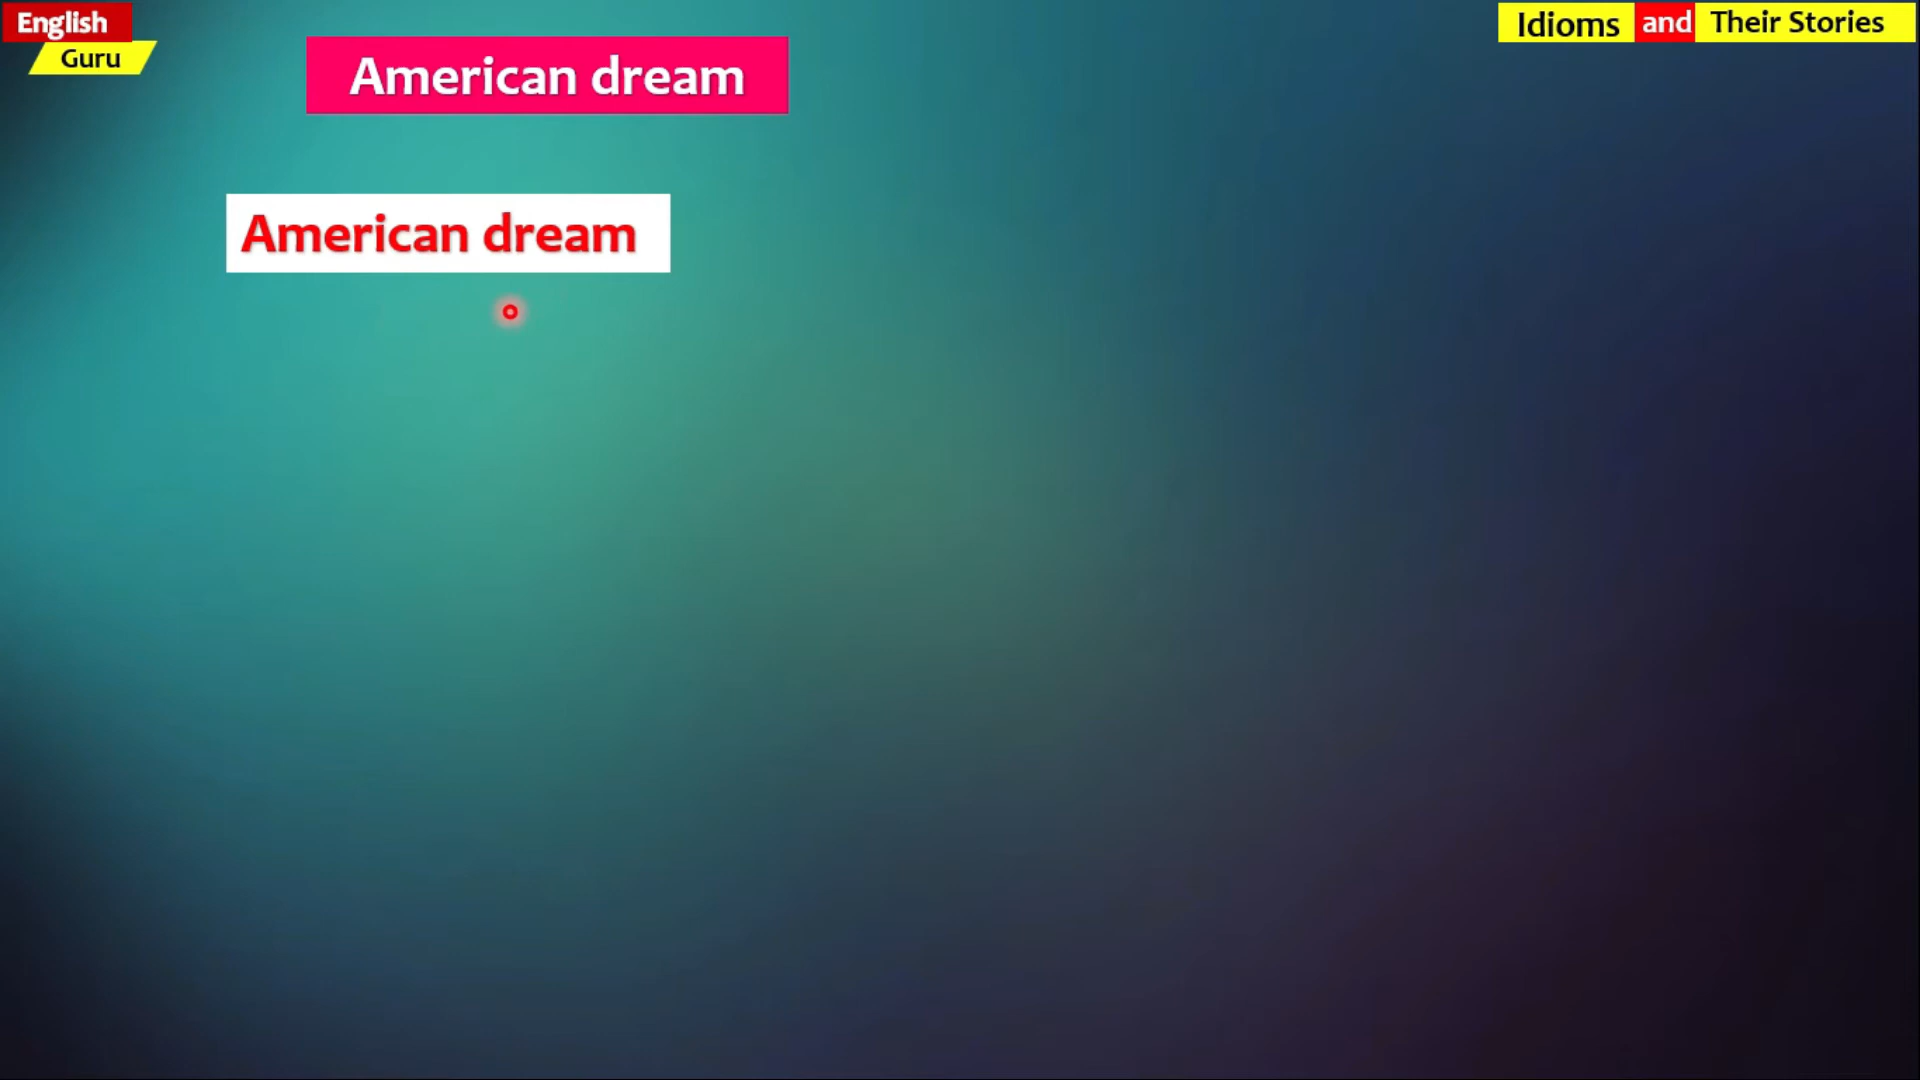 English
Guru
Idioms and Their Stories
American dream
American dream